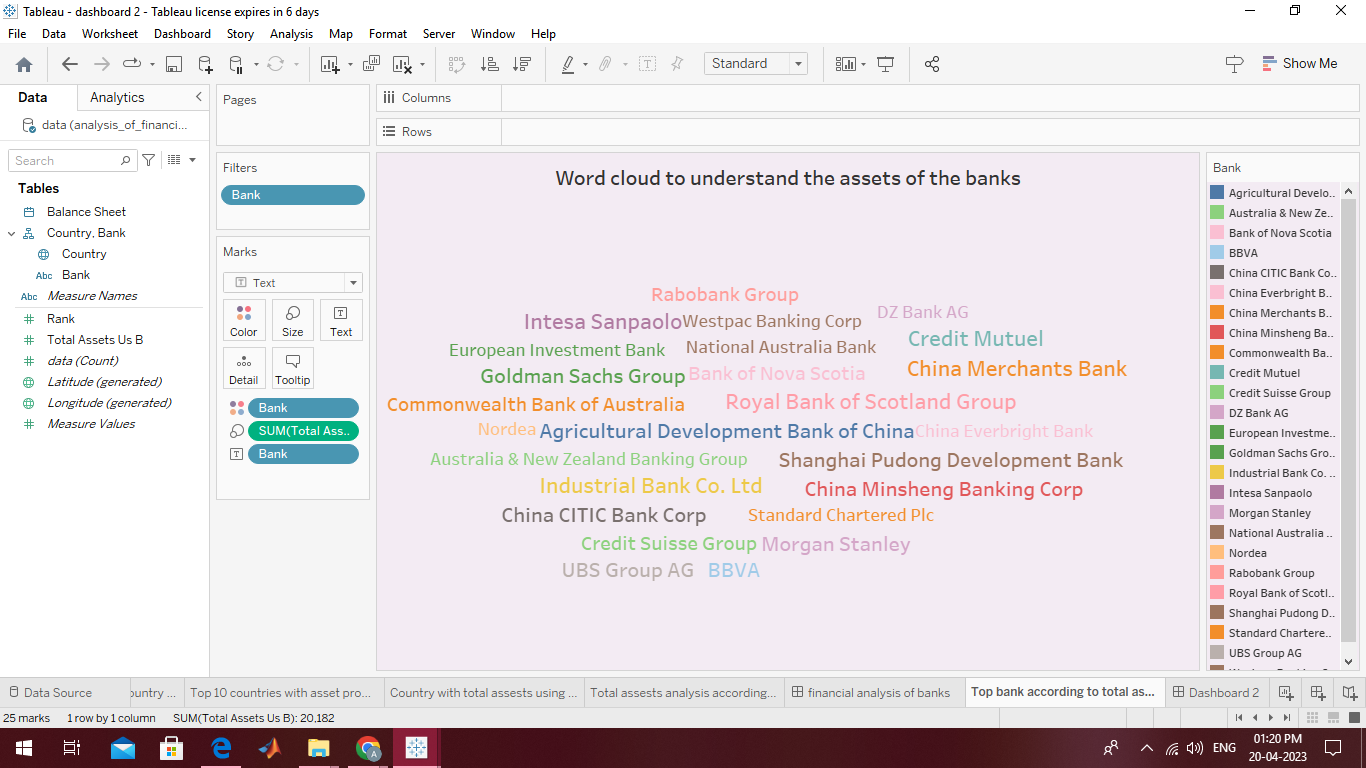 Tableau - dashboard 2 - Tableau license expires in 6 days
File Data Worksheet Dashboard Story Analysis Map Format Server Window Help
Standard
Show Me
Data Analytics
data (analysis_of_financi...
Search
Tables
Balance Sheet
Country, Bank
Country
Abc Bank
Abc Measure Names
Rank
Total Assets Us B
data (Count)
Latitude (generated)
Longitude (generated)
Measure Values
Pages
Filters
Bank
Marks
Text
Color Size Text
Detail Tooltip
Bank
SUM(Total Ass..
Bank
Columns
Rows
Word cloud to understand the assets of the banks
Rabobank Group
DZ Bank AG
Intesa Sanpaolo Westpac Banking Corp
Credit Mutuel
European Investment Bank National Australia Bank
China Merchants Bank
Goldman Sachs Group Bank of Nova Scotia
Commonwealth Bank of Australia Royal Bank of Scotland Group
Nordea Agricultural Development Bank of China China Everbright Bank
Australia & New Zealand Banking Group Shanghai Pudong Development Bank
Industrial Bank Co. Ltd China Minsheng Banking Corp
China CITIC Bank Corp Standard Chartered Plc
Credit Suisse Group Morgan Stanley
UBS Group AG BBVA
Bank
Agricultural Develo..
Australia & New Ze..
Bank of Nova Scotia
BBVA
China CITIC Bank Co..
China Everbright B..
China Merchants B..
China Minsheng Ba..
Commonwealth Ba..
Credit Mutuel
Credit Suisse Group
DZ Bank AG
European Investme..
Goldman Sachs Gro..
Industrial Bank Co. ..
Intesa Sanpaolo
Morgan Stanley
National Australia ..
Nordea
Rabobank Group
Royal Bank of Scotl..
Shanghai Pudong D..
Standard Chartere..
UBS Group AG
Data Source ountry ... Top 10 countries with asset pro... Country with total assests using ... Total assests analysis according... financial analysis of banks Top bank according to total as... Dashboard 2
25 marks 1 row by 1 column SUM(Total Assets Us B): 20.182
A
ENG
01:20 PM
20-04-2023